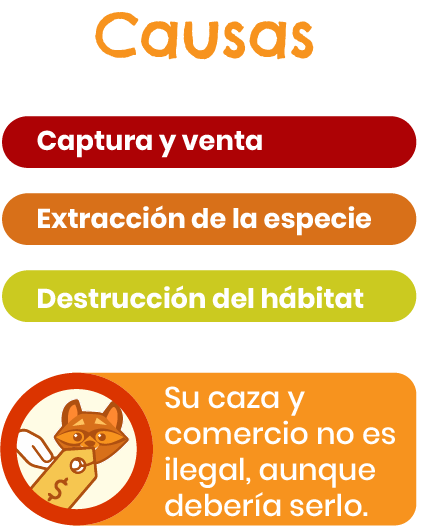 Causas
Captura y venta
Extracción de la especie
Destrucción del hábitat
Su caza y
comercio no es
ilegal, aunque
debería serlo.
$